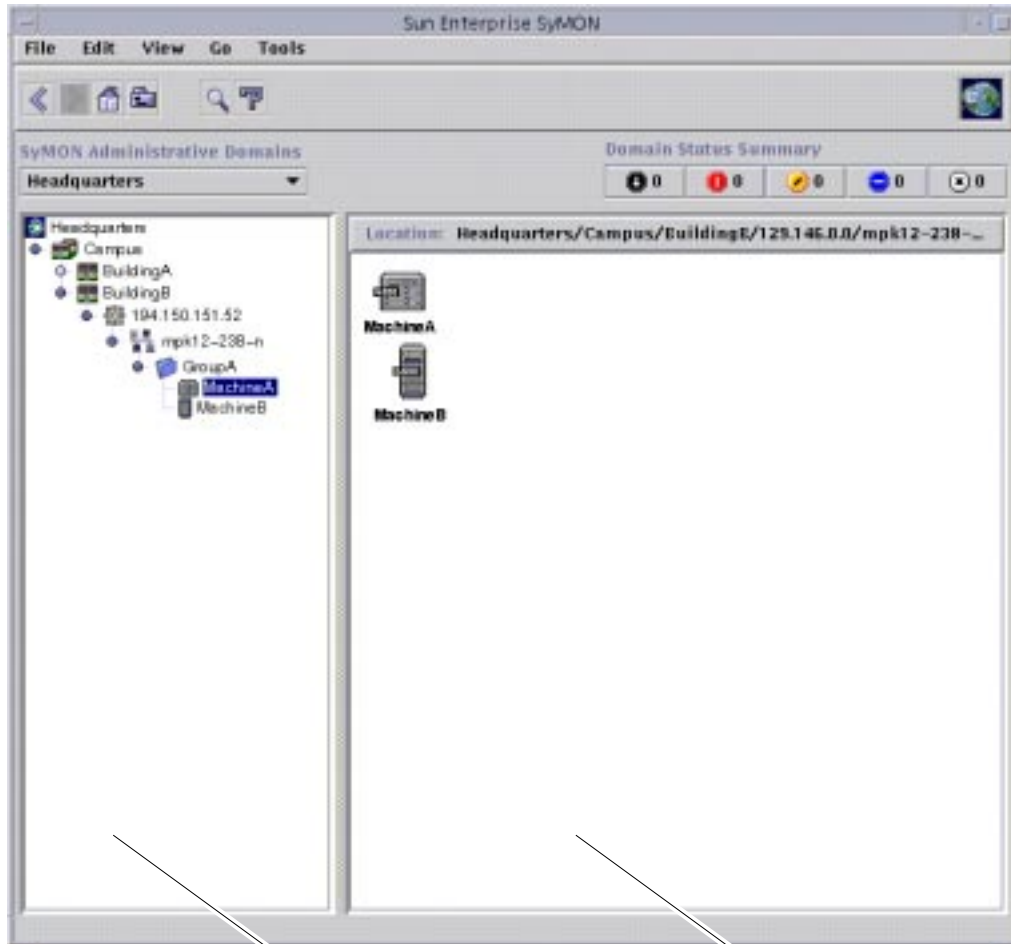 Sun Enterprise SyMON
File Edit View Go Tools
SyMON Administrative Domains
Domain Status Summary
Headquarters
0 0 0 0 0
Headquarters
Campus
BuildingA
BuildingB
194.150.151.52
mpk12-238-n
GroupA
MachineA
MachineB
Location: Headquarters/Campus/BuildingB/129.146.0.0/mpk12-238-...
MachineA
MachineB